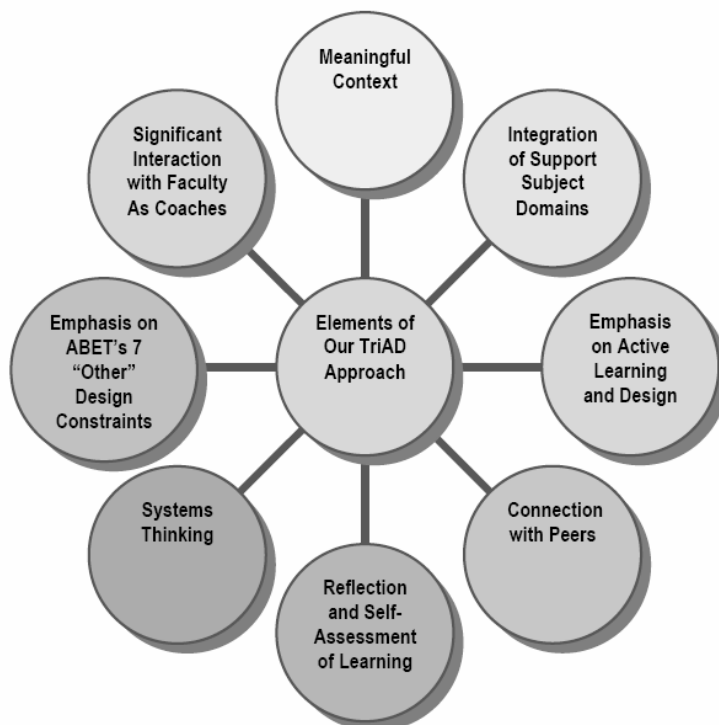 Meaningful
Context
Integration
of Support
Subject
Domains
Emphasis
on Active
Learning
and Design
Connection
with Peers
Reflection
and Self-
Assessment
of Learning
Systems
Thinking
Emphasis on
ABET's 7
“Other”
Design
Constraints
Significant
Interaction
with Faculty
As Coaches
Elements of
Our TriAD
Approach